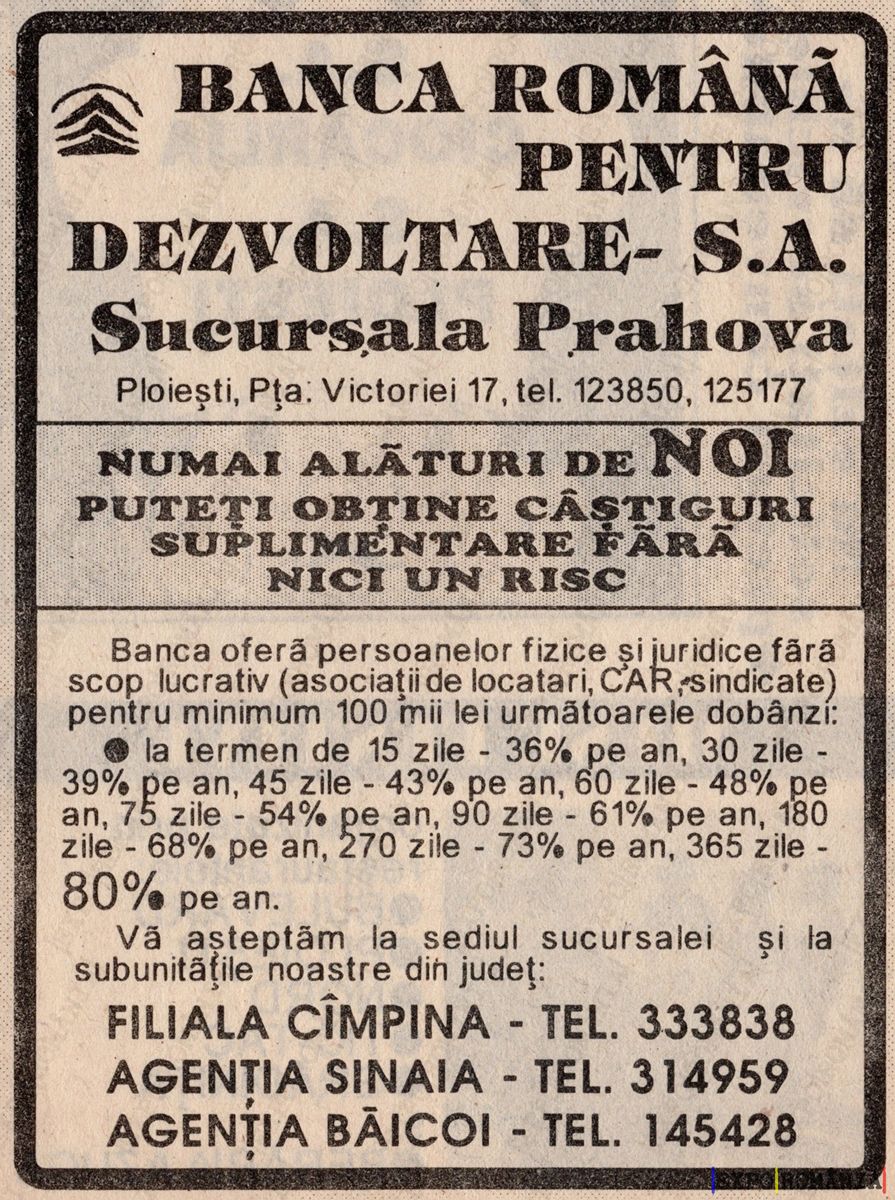 BANCA ROMÂNĂ
PENTRU
DEZVOLTARE- S.A.
Sucursala Prahova
Ploieşti, Pţa. Victoriei 17, tel. 123850, 125177
NUMAI ALĂTURI DE NOI
PUTEŢI OBŢINE CÂŞTIGURI
SUPLIMENTARE FĂRĂ
NICI UN RISC
Banca oferă persoanelor fizice şi juridice fără
scop lucrativ (asociaţii de locatari, CAR, sindicate)
pentru minimum 100 mii lei următoarele dobânzi:
● la termen de 15 zile - 36% pe an, 30 zile -
39% pe an, 45 zile - 43% pe an, 60 zile - 48% pe
an, 75 zile - 54% pe an, 90 zile - 61% pe an, 180
zile - 68% pe an, 270 zile - 73% pe an, 365 zile -
80% pe an.
Vă aşteptăm la sediul sucursalei şi la
subunităţile noastre din judeţ:
FILIALA CÎMPINA - TEL. 333838
AGENŢIA SINAIA - TEL. 314959
AGENŢIA BĂICOI - TEL. 145428
EXPO ROMÂNIA